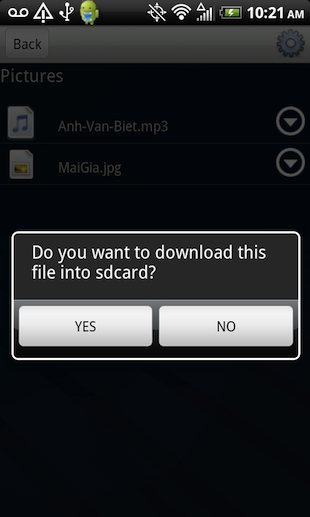 10:21 AM
Back
Pictures
Anh-Van-Biet.mp3
MaiGia.jpg
Do you want to download this
file into sdcard?
YES
NO